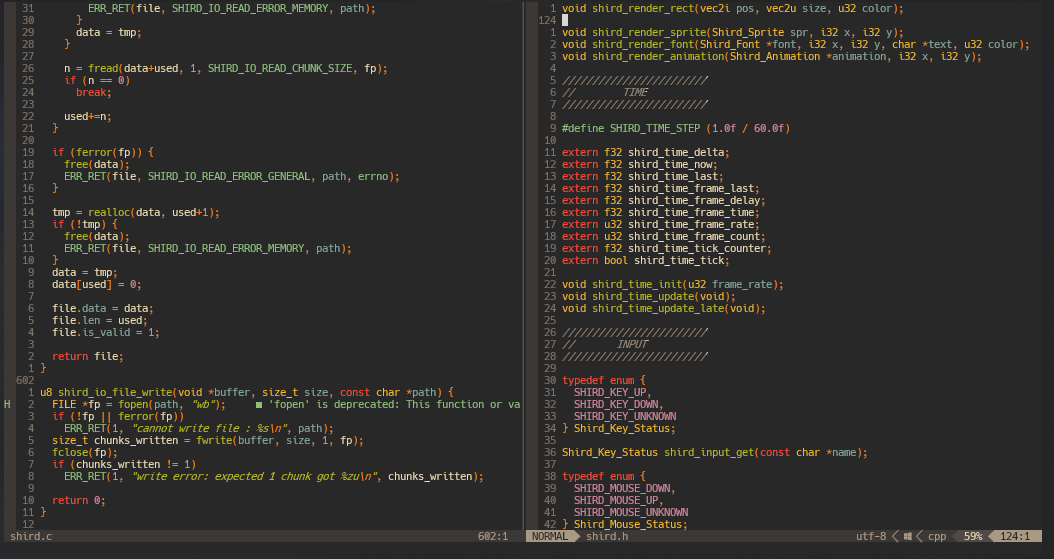 31         ERR_RET(file, SHIRD_IO_READ_ERROR_MEMORY, path);
30       }
29       data = tmp;
28     }
27
26     n = fread(data+used, 1, SHIRD_IO_READ_CHUNK_SIZE, fp);
25     if (n == 0)
24       break;
23
22     used+=n;
21   }
20
19   if (ferror(fp)) {
18     free(data);
17     ERR_RET(file, SHIRD_IO_READ_ERROR_GENERAL, path, errno);
16   }
15
14   tmp = realloc(data, used+1);
13   if (!tmp) {
12     free(data);
11     ERR_RET(file, SHIRD_IO_READ_ERROR_MEMORY, path);
10   }
9   data = tmp;
8   data[used] = 0;
7
6   file.data = data;
5   file.len = used;
4   file.is_valid = 1;
3
2   return file;
1 }
602
1 u8 shird_io_file_write(void *buffer, size_t size, const char *path) {
H 2   FILE *fp = fopen(path, "wb");     ■ 'fopen' is deprecated: This function or va
3   if (!fp || ferror(fp))
4     ERR_RET(1, "cannot write file : %s\n", path);
5   size_t chunks_written = fwrite(buffer, size, 1, fp);
6   fclose(fp);
7   if (chunks_written != 1)
8     ERR_RET(1, "write error: expected 1 chunk got %zu\n", chunks_written);
9
10   return 0;
11 }
12
shird.c 602:1
1 void shird_render_rect(vec2i pos, vec2u size, u32 color);
124
1 void shird_render_sprite(Shird_Sprite spr, i32 x, i32 y);
2 void shird_render_font(Shird_Font *font, i32 x, i32 y, char *text, u32 color);
3 void shird_render_animation(Shird_Animation *animation, i32 x, i32 y);
4
5 ////////////////////////
6 //        TIME
7 ////////////////////////
8
9 #define SHIRD_TIME_STEP (1.0f / 60.0f)
10
11 extern f32 shird_time_delta;
12 extern f32 shird_time_now;
13 extern f32 shird_time_last;
14 extern f32 shird_time_frame_last;
15 extern f32 shird_time_frame_delay;
16 extern f32 shird_time_frame_time;
17 extern u32 shird_time_frame_rate;
18 extern u32 shird_time_frame_count;
19 extern f32 shird_time_tick_counter;
20 extern bool shird_time_tick;
21
22 void shird_time_init(u32 frame_rate);
23 void shird_time_update(void);
24 void shird_time_update_late(void);
25
26 ////////////////////////
27 //       INPUT
28 ////////////////////////
29
30 typedef enum {
31   SHIRD_KEY_UP,
32   SHIRD_KEY_DOWN,
33   SHIRD_KEY_UNKNOWN
34 } Shird_Key_Status;
35
36 Shird_Key_Status shird_input_get(const char *name);
37
38 typedef enum {
39   SHIRD_MOUSE_DOWN,
40   SHIRD_MOUSE_UP,
41   SHIRD_MOUSE_UNKNOWN
42 } Shird_Mouse_Status;
NORMAL shird.h utf-8 cpp 59% 124:1